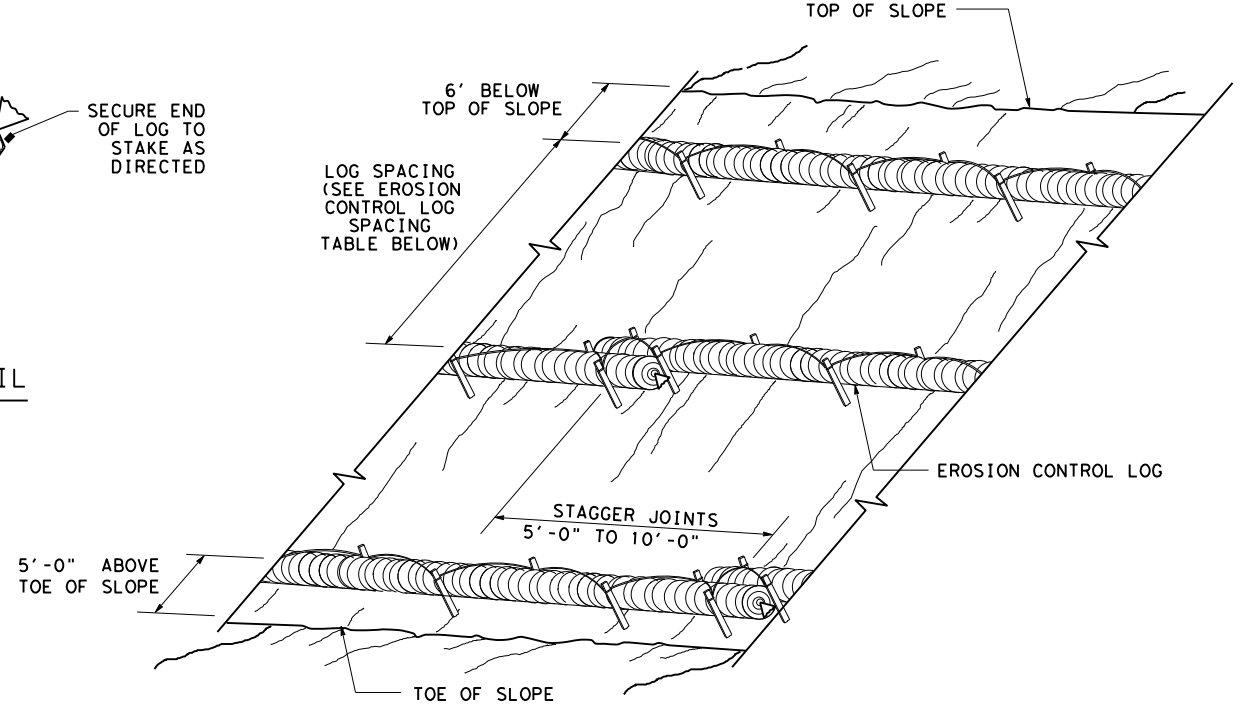 TOP OF SLOPE
6' BELOW
TOP OF SLOPE
SECURE END
OF LOG TO
STAKE AS
DIRECTED
LOG SPACING
(SEE EROSION
CONTROL LOG
SPACING
TABLE BELOW)
IL
EROSION CONTROL LOG
STAGGER JOINTS
5'-0" TO 10'-0"
5'-0" ABOVE
TOE OF SLOPE
TOE OF SLOPE